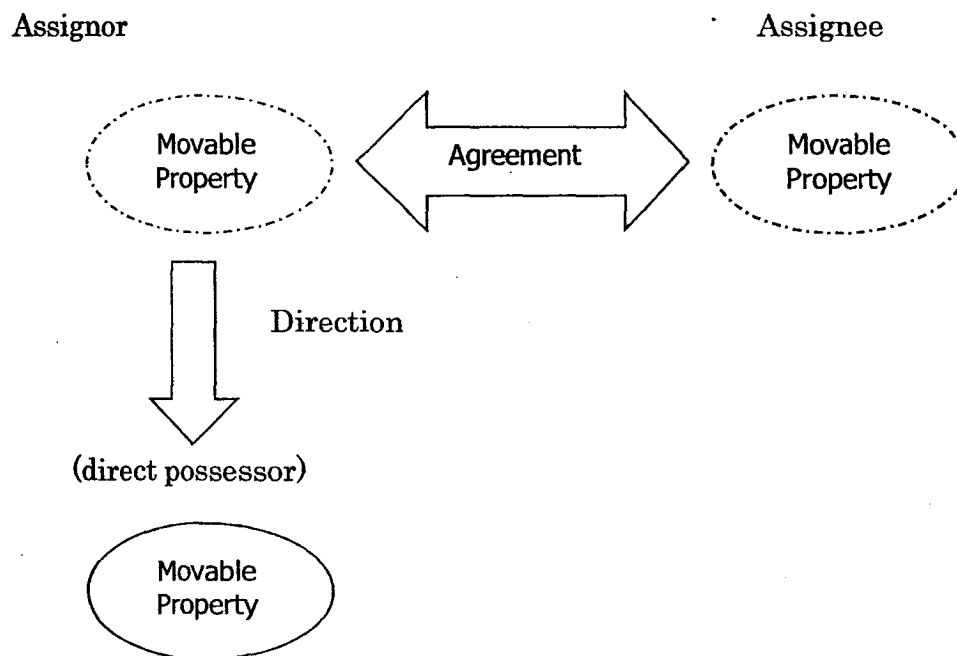 Assignor
Assignee
Movable
Property
Agreement
Movable
Property
Direction
(direct possessor)
Movable
Property